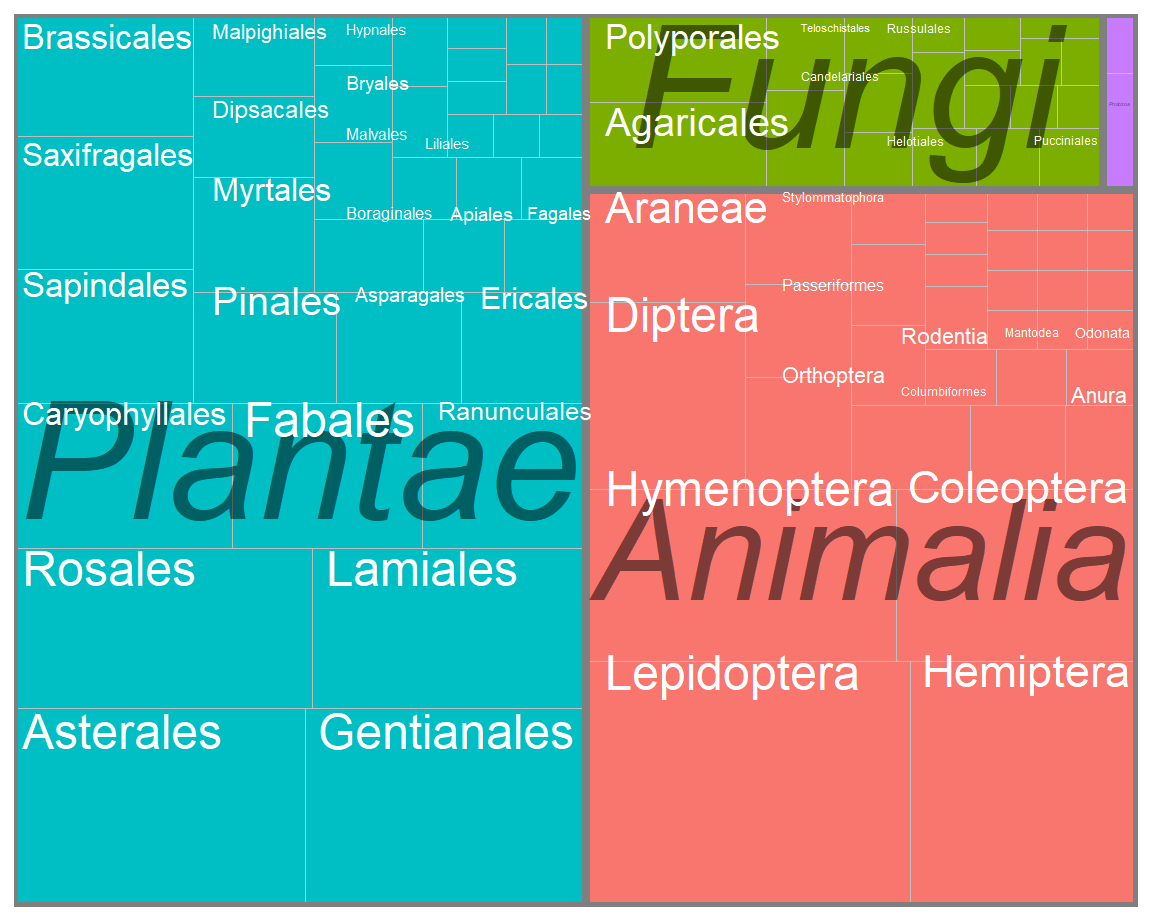 Brassicales
Malpighiales
Hypnales
Bryales
Dipsacales
Malvales
Liliales
Saxifragales
Myrtales
Boraginales
Apiales
Fagales
Sapindales
Pinales
Asparagales
Ericales
Caryophyllales
Fabales
Ranunculales
Plantae
Rosales
Lamiales
Asterales
Gentianales
Polyporales
Teloschistales
Russulales
Candelariales
Fungi
Agaricales
Helotiales
Pucciniales
Araneae
Stylommatophora
Passeriformes
Diptera
Rodentia
Mantodea
Odonata
Orthoptera
Columbiformes
Anura
Hymenoptera
Coleoptera
Animalia
Lepidoptera
Hemiptera